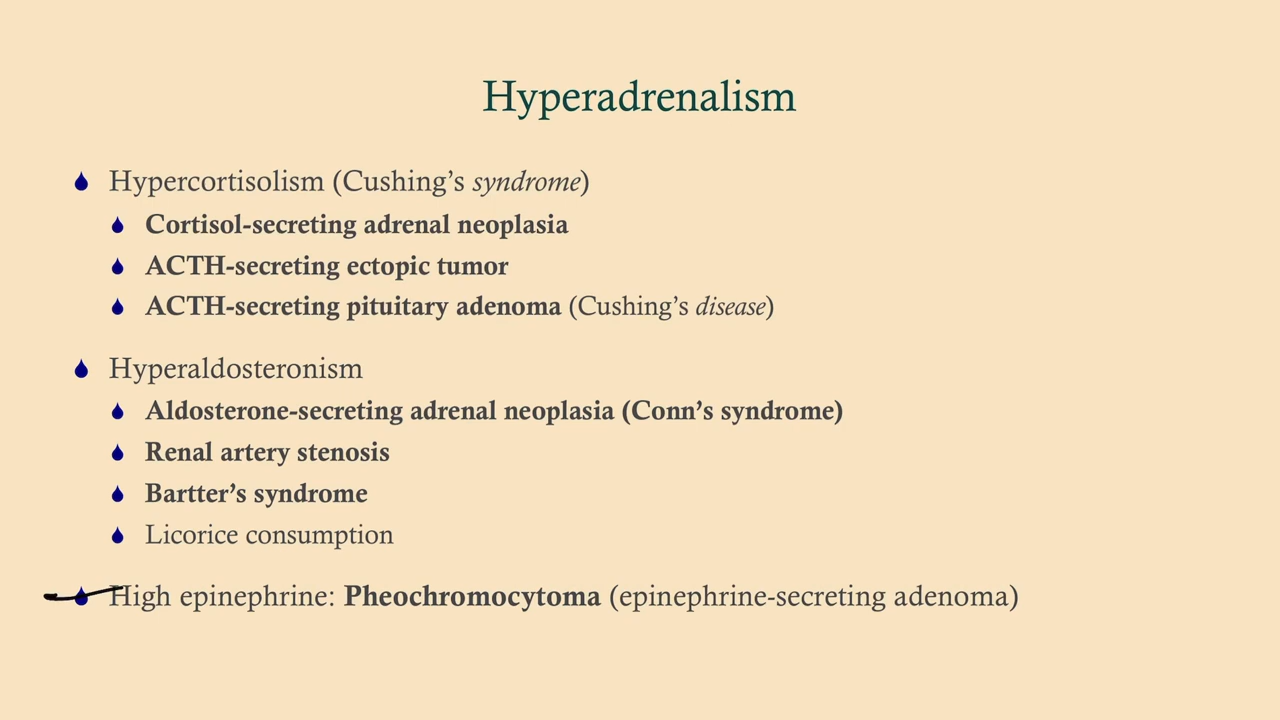 Hyperadrenalism
Hypercortisolism (Cushing’s syndrome)
Cortisol-secreting adrenal neoplasia
ACTH-secreting ectopic tumor
ACTH-secreting pituitary adenoma (Cushing’s disease)
Hyperaldosteronism
Aldosterone-secreting adrenal neoplasia (Conn’s syndrome)
Renal artery stenosis
Bartter’s syndrome
Licorice consumption
High epinephrine: Pheochromocytoma (epinephrine-secreting adenoma)